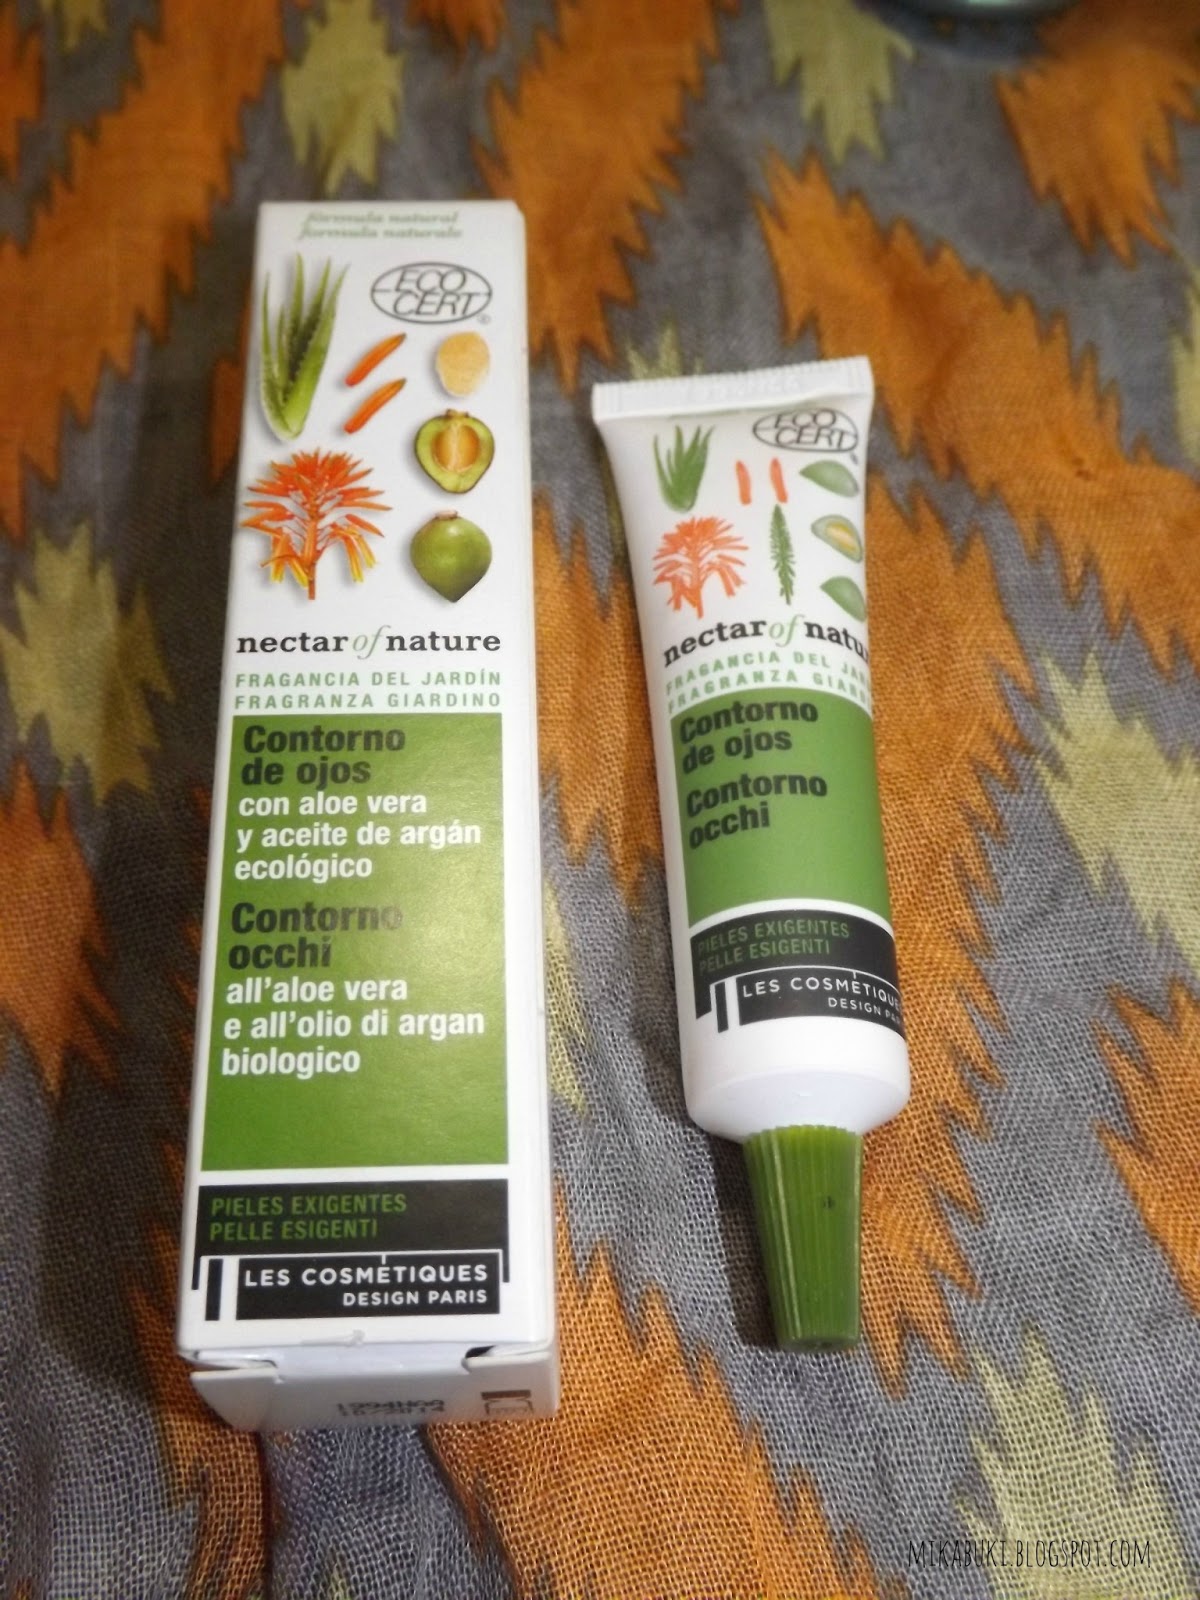 fórmula natural
formula naturale
ECO
CERT
®
nectar of nature
FRAGANCIA DEL JARDÍN
FRAGRANZA GIARDINO
Contorno
de ojos
con aloe vera
y aceite de argán
ecológico
Contorno
occhi
all'aloe vera
e all'olio di argan
biologico
PIELES EXIGENTES
PELLE ESIGENTI
LES COSMÉTIQUES
DESIGN PARIS
ECO
CERT
nectar of natu
FRAGANCIA DEL JAR
FRAGRANZA GIARD
Contorno
de ojos
Contorno
occhi
PIELES EXIGENTES
PELLE ESIGENTI
LES COSMÉTIQUES
DESIGN PA
MIKABUKI.BLOGSPOT.COM